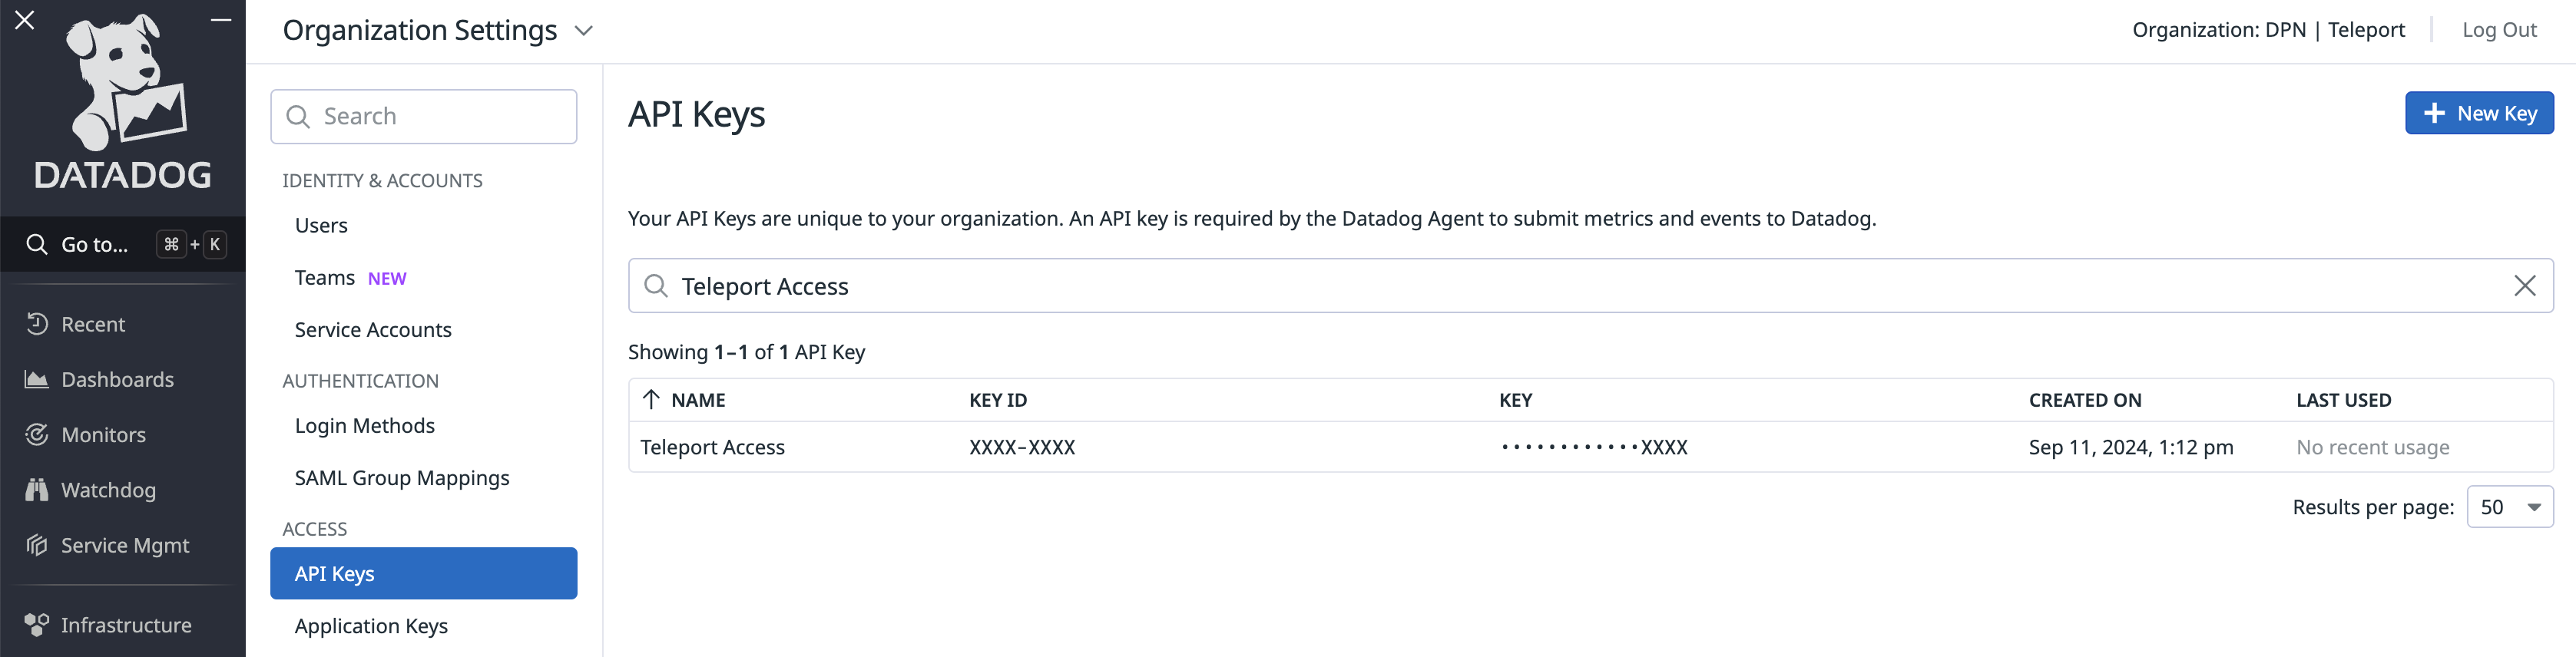 DATADOG
Go to... ⌘ + K
Recent
Dashboards
Monitors
Watchdog
Service Mgmt
Infrastructure
Organization Settings
Organization: DPN | Teleport
Log Out
Search
IDENTITY & ACCOUNTS
Users
Teams NEW
Service Accounts
AUTHENTICATION
Login Methods
SAML Group Mappings
ACCESS
API Keys
Application Keys
API Keys
+ New Key
Your API Keys are unique to your organization. An API key is required by the Datadog Agent to submit metrics and events to Datadog.
Teleport Access
Showing 1–1 of 1 API Key
↑ NAME KEY ID KEY CREATED ON LAST USED
Teleport Access XXXX-XXXX ············XXXX Sep 11, 2024, 1:12 pm No recent usage
Results per page: 50